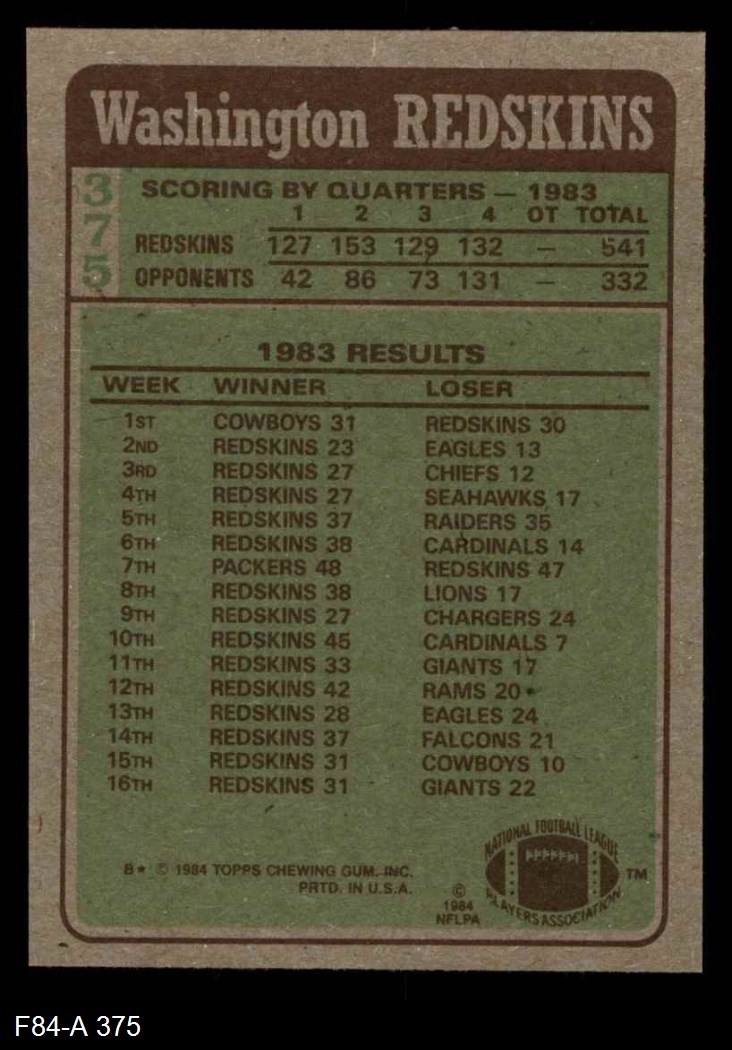 Washington REDSKINS
375
SCORING BY QUARTERS — 1983
1 2 3 4 OT TOTAL
REDSKINS 127 153 129 132 — 541
OPPONENTS 42 86 73 131 — 332
1983 RESULTS
WEEK WINNER LOSER
1ST COWBOYS 31 REDSKINS 30
2ND REDSKINS 23 EAGLES 13
3RD REDSKINS 27 CHIEFS 12
4TH REDSKINS 27 SEAHAWKS 17
5TH REDSKINS 37 RAIDERS 35
6TH REDSKINS 38 CARDINALS 14
7TH PACKERS 48 REDSKINS 47
8TH REDSKINS 38 LIONS 17
9TH REDSKINS 27 CHARGERS 24
10TH REDSKINS 45 CARDINALS 7
11TH REDSKINS 33 GIANTS 17
12TH REDSKINS 42 RAMS 20
13TH REDSKINS 28 EAGLES 24
14TH REDSKINS 37 FALCONS 21
15TH REDSKINS 31 COWBOYS 10
16TH REDSKINS 31 GIANTS 22
B* © 1984 TOPPS CHEWING GUM, INC.
PRTD. IN U.S.A.
© 1984 NFLPA
NATIONAL FOOTBALL LEAGUE
PLAYERS ASSOCIATION
TM
F84-A 375